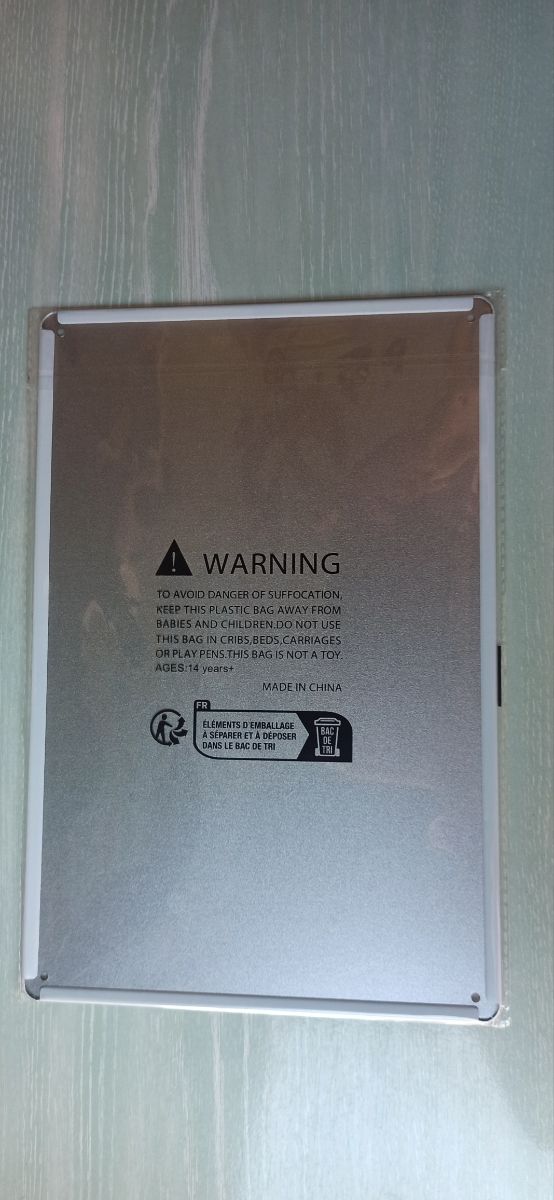 WARNING
TO AVOID DANGER OF SUFFOCATION,
KEEP THIS PLASTIC BAG AWAY FROM
BABIES AND CHILDREN.DO NOT USE
THIS BAG IN CRIBS,BEDS,CARRIAGES
OR PLAY PENS.THIS BAG IS NOT A TOY.
AGES:14 years+
MADE IN CHINA
FR
ÉLÉMENTS D'EMBALLAGE
À SÉPARER ET À DÉPOSER
DANS LE BAC DE TRI
BAC
DE
TRI